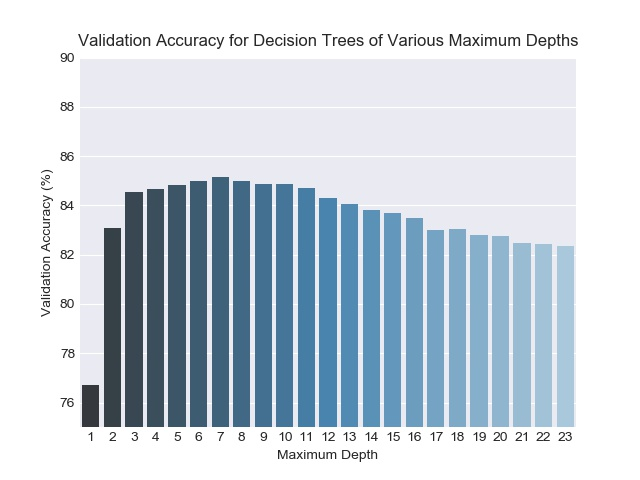 Validation Accuracy for Decision Trees of Various Maximum Depths
90
88
86
84
82
80
78
76
Validation Accuracy (%)
1 2 3 4 5 6 7 8 9 10 11 12 13 14 15 16 17 18 19 20 21 22 23
Maximum Depth